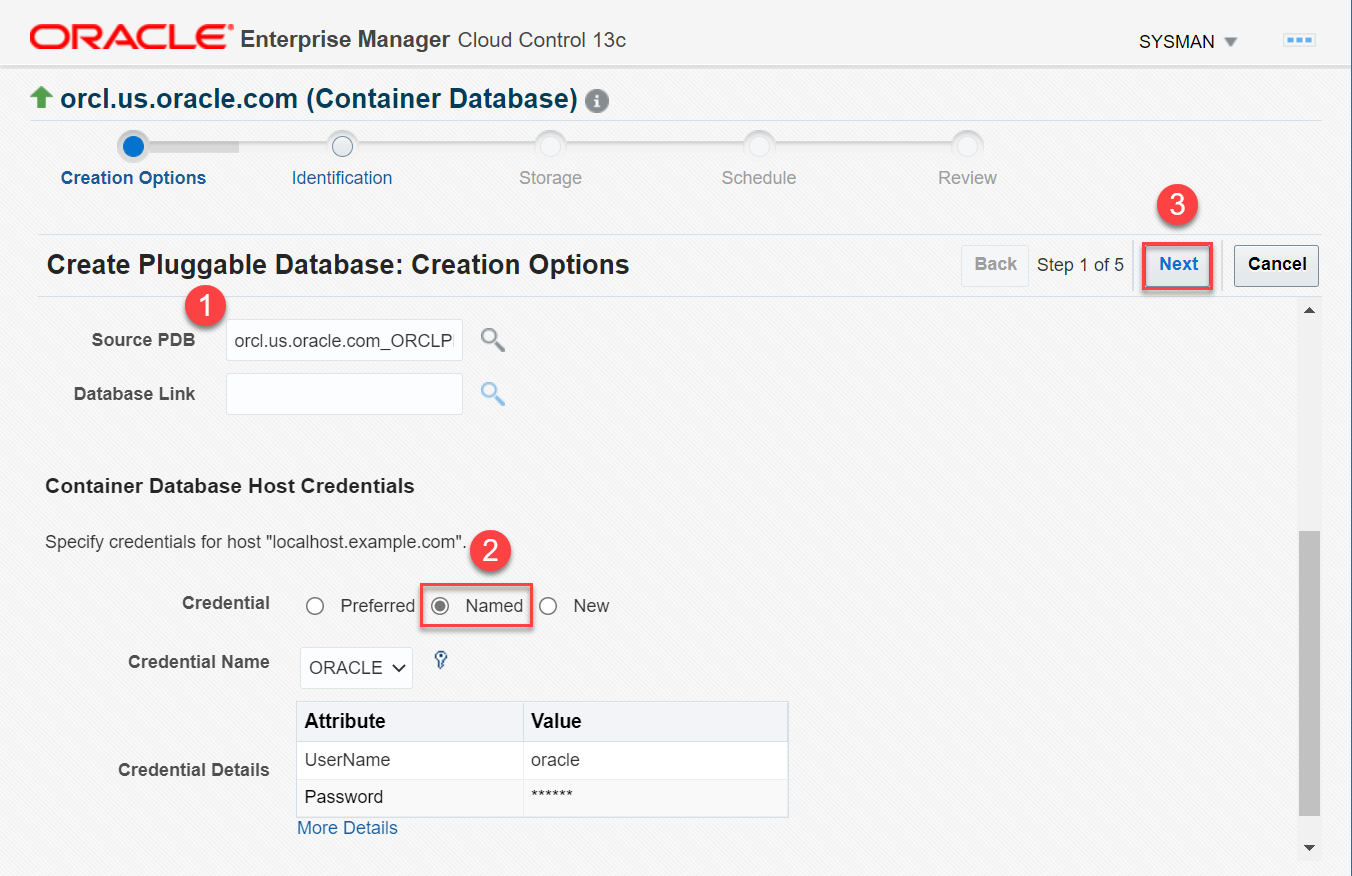 ORACLE Enterprise Manager Cloud Control 13c
SYSMAN
orcl.us.oracle.com (Container Database)
Creation Options Identification Storage Schedule Review
3
Create Pluggable Database: Creation Options
Back Step 1 of 5 Next Cancel
1
Source PDB orcl.us.oracle.com_ORCLP
Database Link
Container Database Host Credentials
Specify credentials for host "localhost.example.com".
2
Credential Preferred Named New
Credential Name ORACLE
Attribute Value
UserName oracle
Credential Details
Password ******
More Details